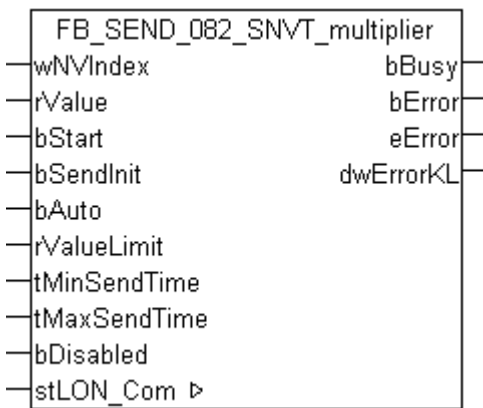 FB_SEND_082_SNVT_multiplier
wNVIndex bBusy
rValue bError
bStart eError
bSendInit dwErrorKL
bAuto
rValueLimit
tMinSendTime
tMaxSendTime
bDisabled
stLON_Com ▷